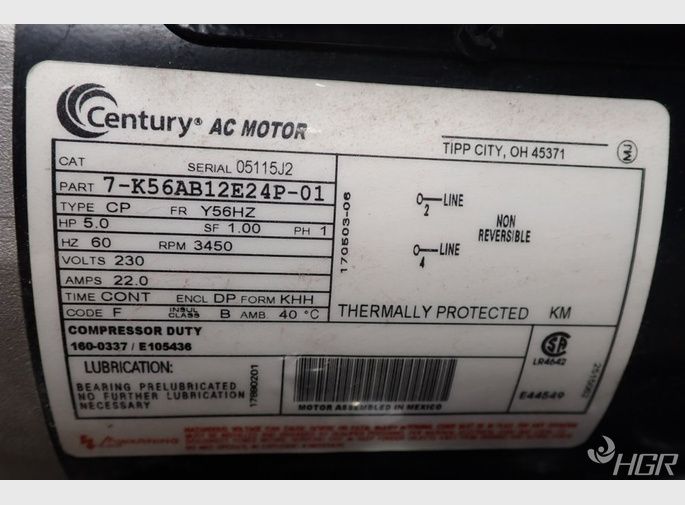 Century® AC MOTOR
TIPP CITY, OH 45371
MJ
CAT
SERIAL 05115J2
PART 7-K56AB12E24P-01
TYPE CP FR Y56HZ
HP 5.0 SF 1.00 PH 1
HZ 60 RPM 3450
VOLTS 230
AMPS 22.0
TIME CONT ENCL DP FORM KHH
CODE F INSUL CLASS B AMB. 40 °C
COMPRESSOR DUTY
160-0337 / E105436
LUBRICATION:
BEARING PRELUBRICATED
NO FURTHER LUBRICATION
NECESSARY
17880201
170503-06
2 LINE
4 LINE
NON
REVERSIBLE
THERMALLY PROTECTED KM
MOTOR ASSEMBLED IN MEXICO
LR4642
E44549
HGR